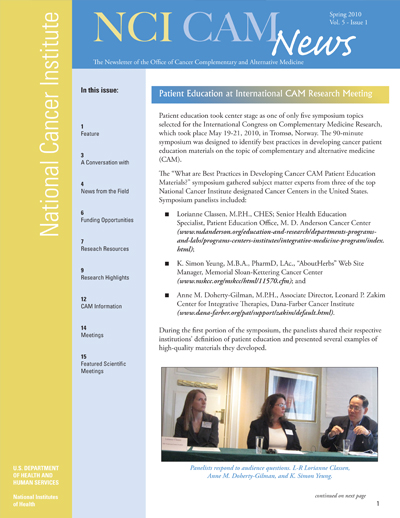 National Cancer Institute
NCI CAM News
Spring 2010
Vol. 5 - Issue 1
The Newsletter of the Office of Cancer Complementary and Alternative Medicine
In this issue:
1
Feature
3
A Conversation with
4
News from the Field
6
Funding Opportunities
7
Reseach Resources
9
Research Highlights
12
CAM Information
14
Meetings
15
Featured Scientific
Meetings
U.S. DEPARTMENT
OF HEALTH AND
HUMAN SERVICES
National Institutes
of Health
Patient Education at International CAM Research Meeting
Patient education took center stage as one of only five symposium topics
selected for the International Congress on Complementary Medicine Research,
which took place May 19-21, 2010, in Tromsø, Norway. The 90-minute
symposium was designed to identify best practices in developing cancer patient
education materials on the topic of complementary and alternative medicine
(CAM).
The “What are Best Practices in Developing Cancer CAM Patient Education
Materials?” symposium gathered subject matter experts from three of the top
National Cancer Institute designated Cancer Centers in the United States.
Symposium panelists included:
■ Lorianne Classen, M.P.H., CHES; Senior Health Education
Specialist, Patient Education Office, M. D. Anderson Cancer Center
(www.mdanderson.org/education-and-research/departments-programs-
and-labs/programs-centers-institutes/integrative-medicine-program/index.
html);
■ K. Simon Yeung, M.B.A., PharmD, LAc., “AboutHerbs” Web Site
Manager, Memorial Sloan-Kettering Cancer Center
(www.mskcc.org/mskcc/html/11570.cfm); and
■ Anne M. Doherty-Gilman, M.P.H., Associate Director, Leonard P. Zakim
Center for Integrative Therapies, Dana-Farber Cancer Institute
(www.dana-farber.org/pat/support/zakim/default.html).
During the first portion of the symposium, the panelists shared their respective
institutions’ definition of patient education and presented several examples of
high-quality materials they developed.
Panelists respond to audience questions. L-R Lorianne Classen,
Anne M. Doherty-Gilman, and K. Simon Yeung.
continued on next page
1